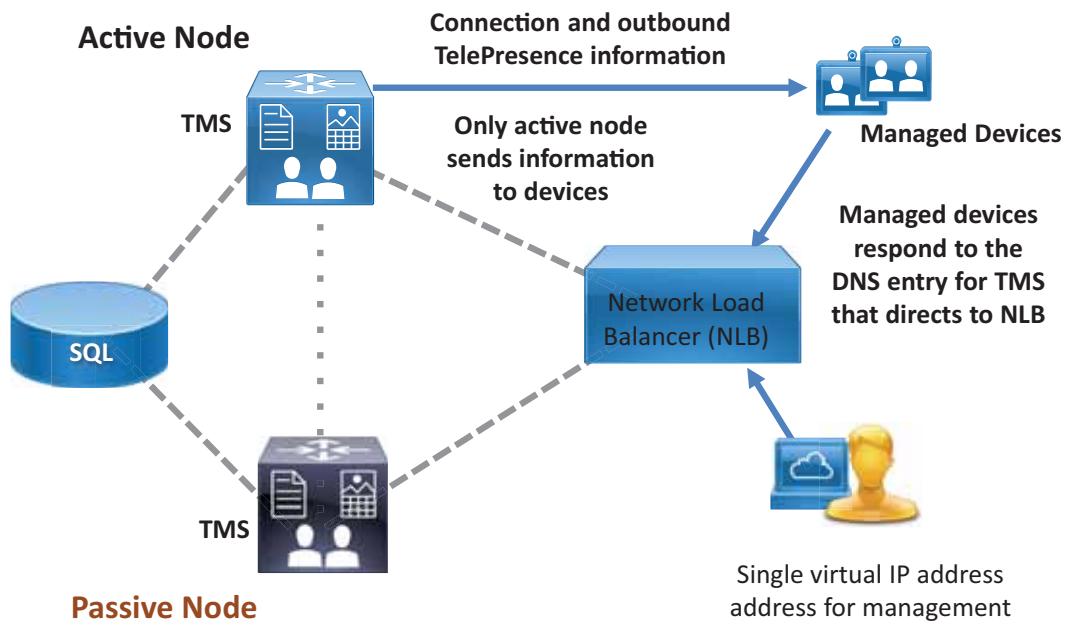 Active Node
Connection and outbound
TelePresence information
TMS
Only active node
sends information
to devices
Managed Devices
Managed devices
respond to the
DNS entry for TMS
that directs to NLB
Network Load
Balancer (NLB)
SQL
TMS
Passive Node
Single virtual IP address
address for management